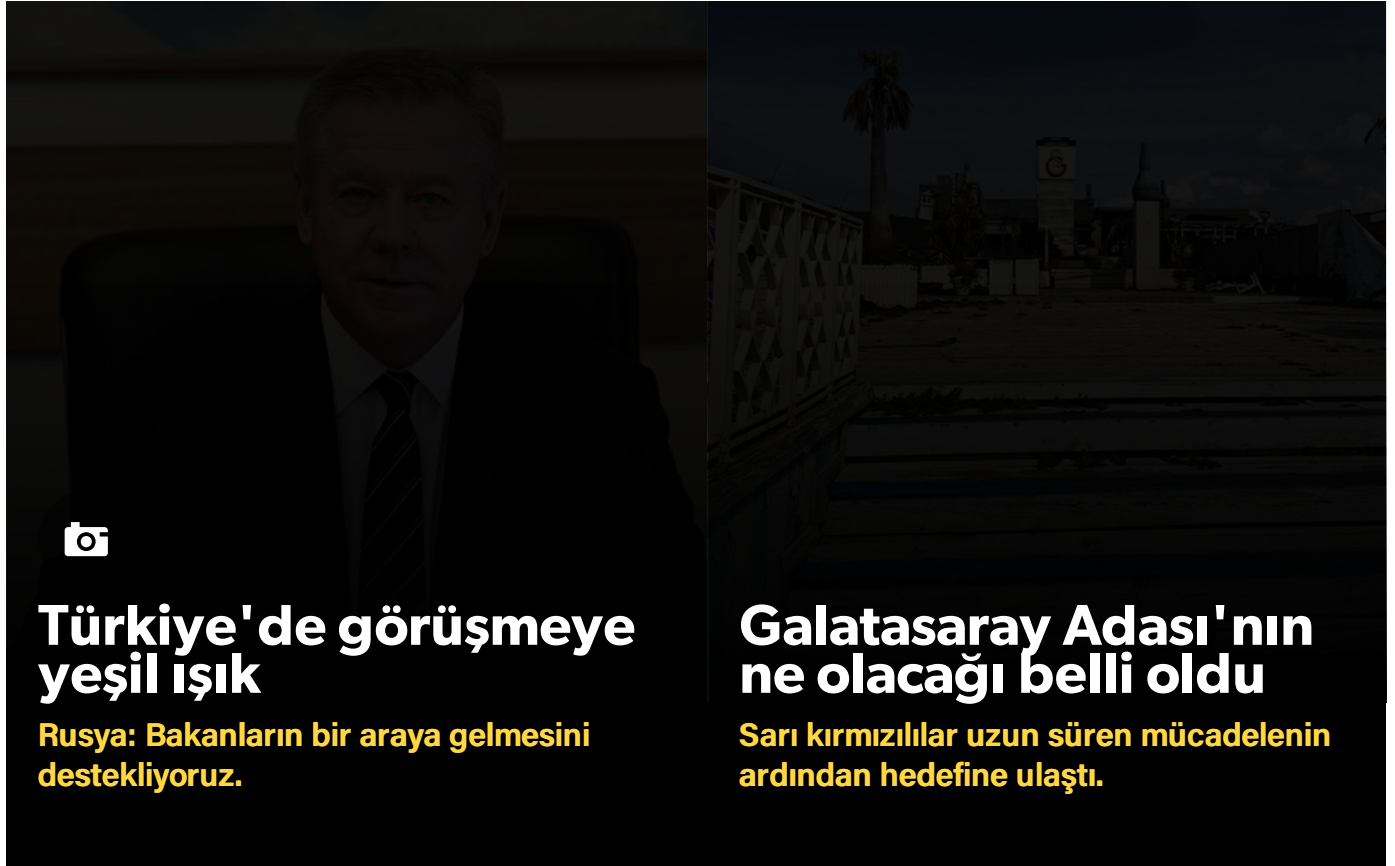 Türkiye'de görüşmeye
yeşil ışık
Rusya: Bakanların bir araya gelmesini
destekliyoruz.
Galatasaray Adası'nın
ne olacağı belli oldu
Sarı kırmızılılar uzun süren mücadelenin
ardından hedefine ulaştı.